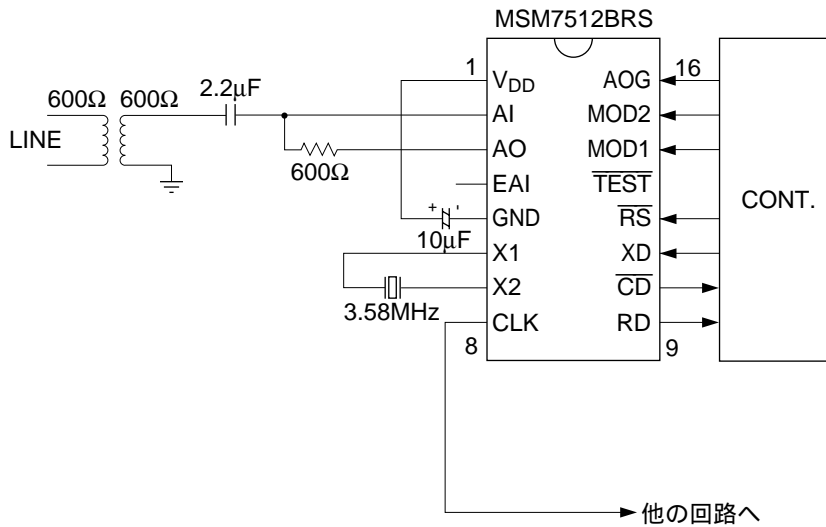 MSM7512BRS
1
16
V_DD
AOG
600Ω 600Ω
2.2μF
AI
MOD2
LINE
AO
MOD1
600Ω
EAI
TEST
CONT.
+ -
GND
RS
10μF
X1
XD
X2
CD
3.58MHz
CLK
RD
8
9
他の回路へ